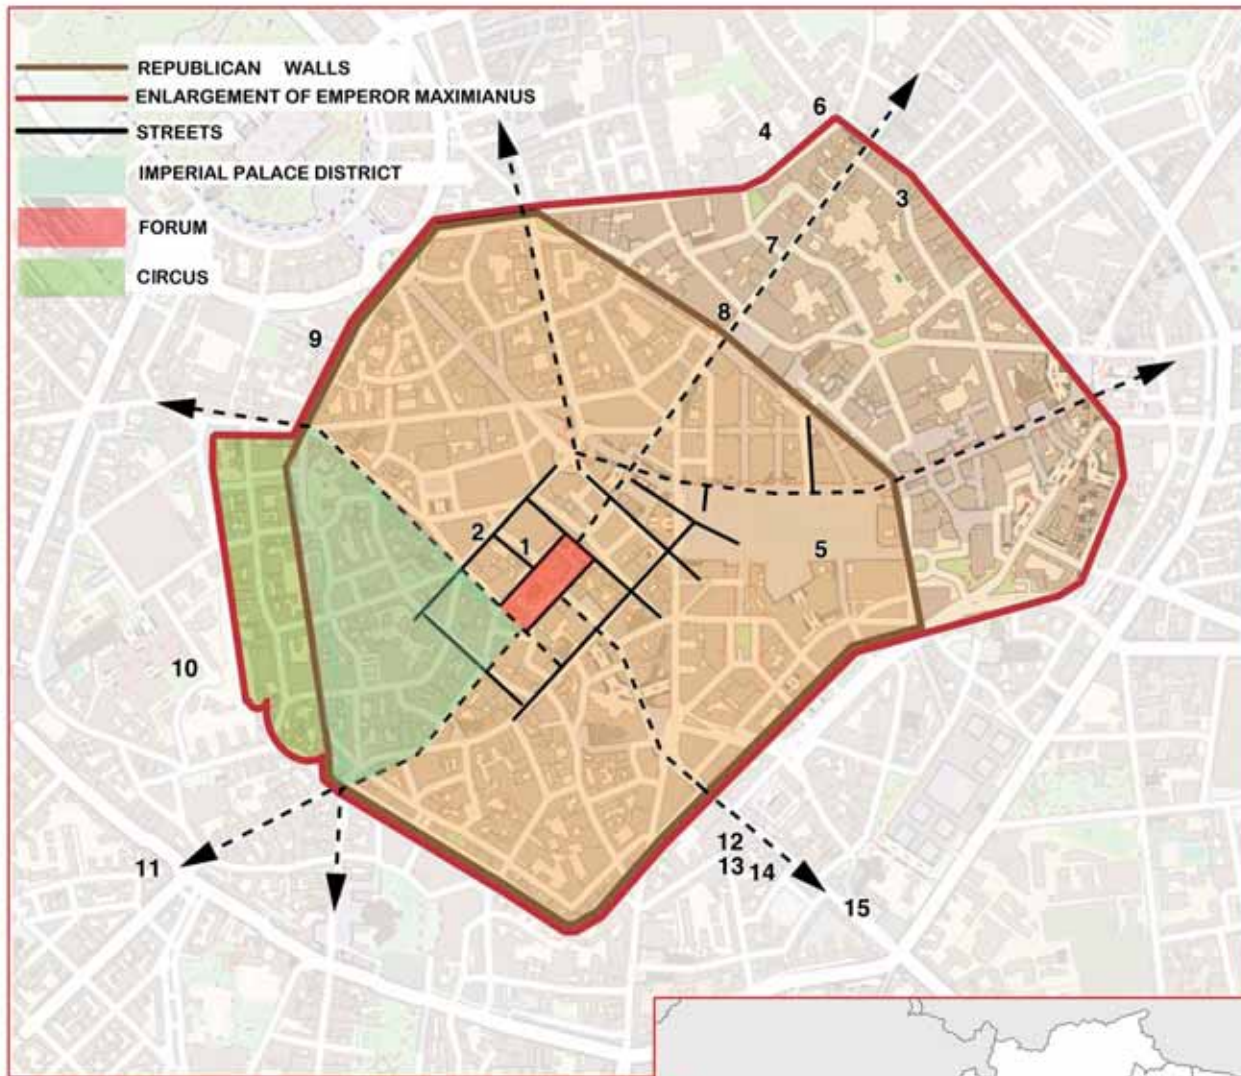 REPUBLICAN WALLS
ENLARGEMENT OF EMPEROR MAXIMIANUS
STREETS
IMPERIAL PALACE DISTRICT
FORUM
CIRCUS
6
4
3
7
8
9
2
1
5
10
11
12
13 14
15